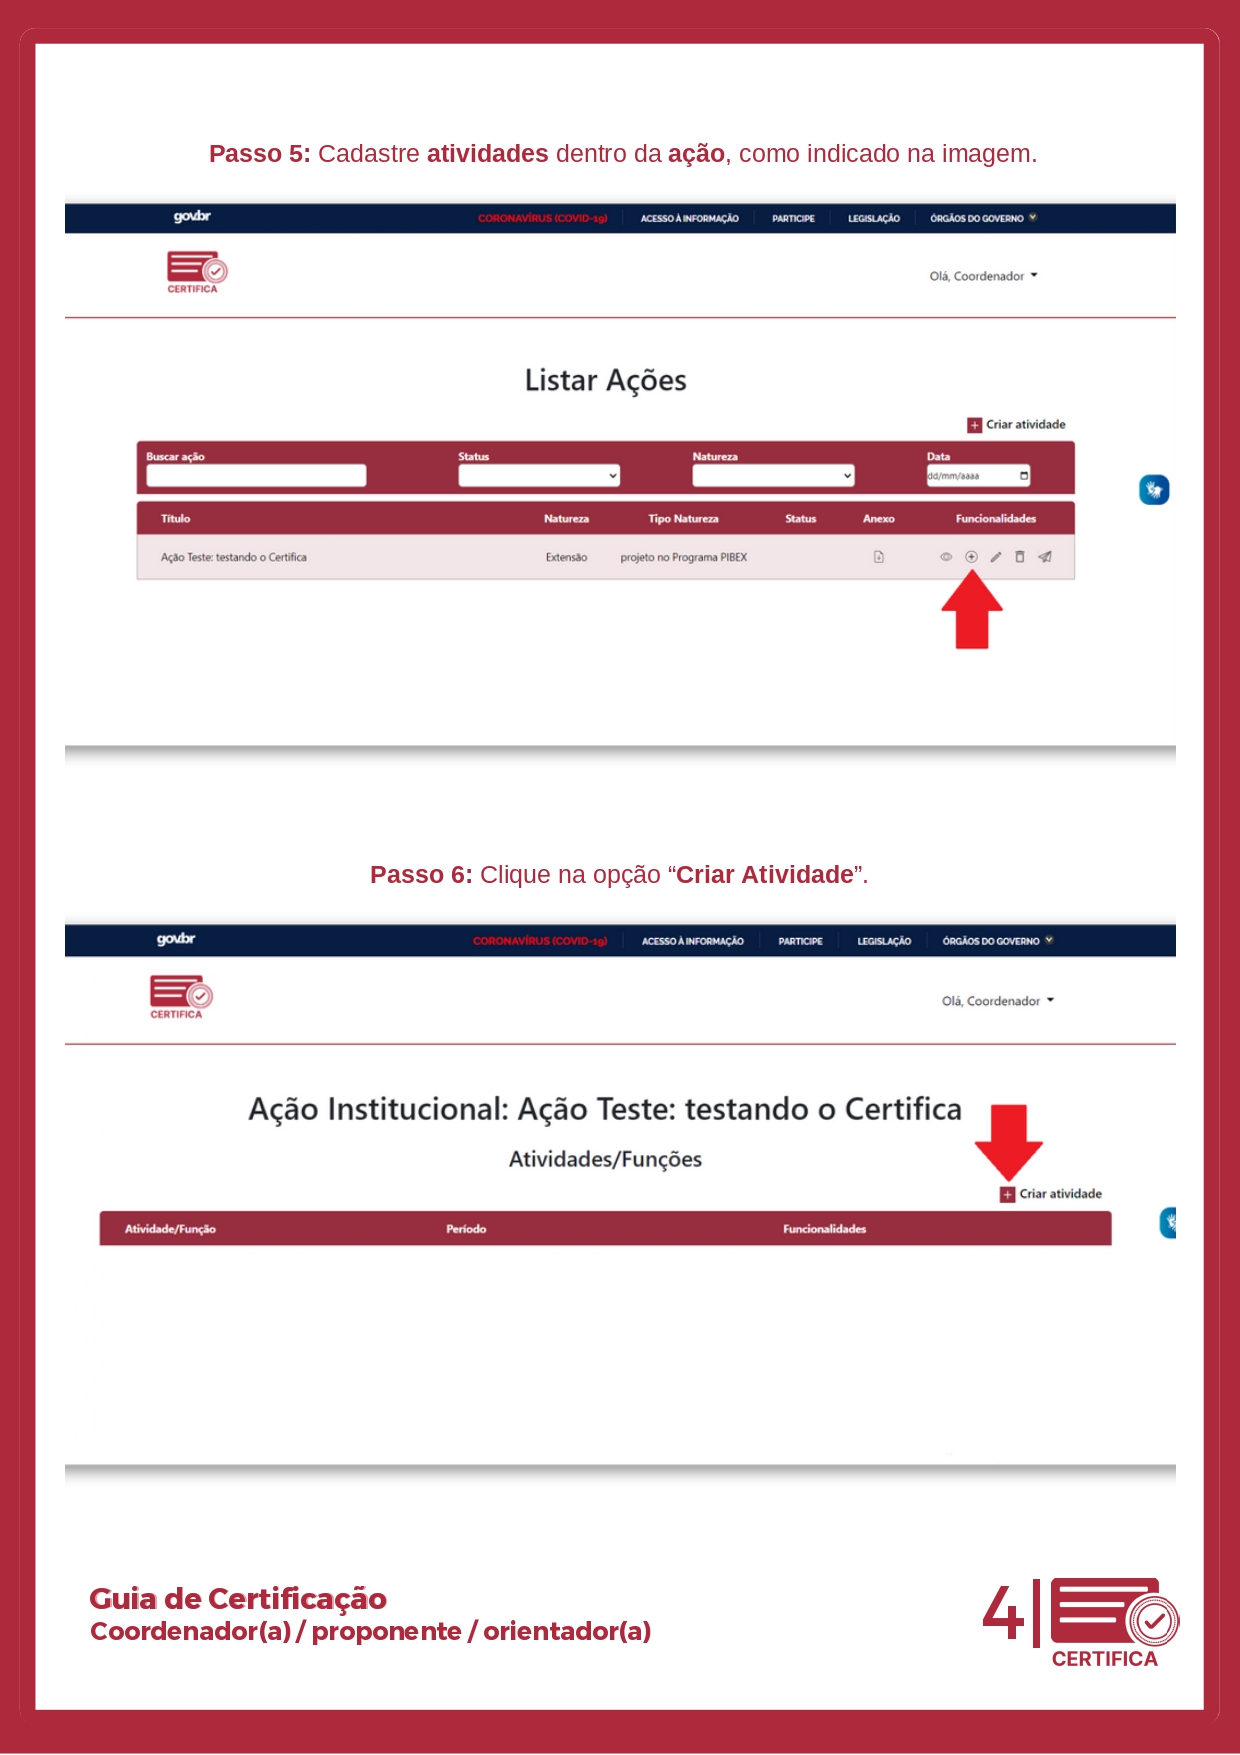 Passo 5: Cadastre atividades dentro da ação, como indicado na imagem.
gov.br CORONAVÍRUS (COVID-19) ACESSO À INFORMAÇÃO PARTICIPE LEGISLAÇÃO ÓRGÃOS DO GOVERNO
CERTIFICA
Olá, Coordenador
Listar Ações
+ Criar atividade
Buscar ação Status Natureza Data
dd/mm/aaaa
Título Natureza Tipo Natureza Status Anexo Funcionalidades
Ação Teste: testando o Certifica Extensão projeto no Programa PIBEX
Passo 6: Clique na opção “Criar Atividade”.
gov.br CORONAVÍRUS (COVID-19) ACESSO À INFORMAÇÃO PARTICIPE LEGISLAÇÃO ÓRGÃOS DO GOVERNO
CERTIFICA
Olá, Coordenador
Ação Institucional: Ação Teste: testando o Certifica
Atividades/Funções
+ Criar atividade
Atividade/Função Período Funcionalidades
Guia de Certificação
Coordenador(a) / proponente / orientador(a)
4
CERTIFICA